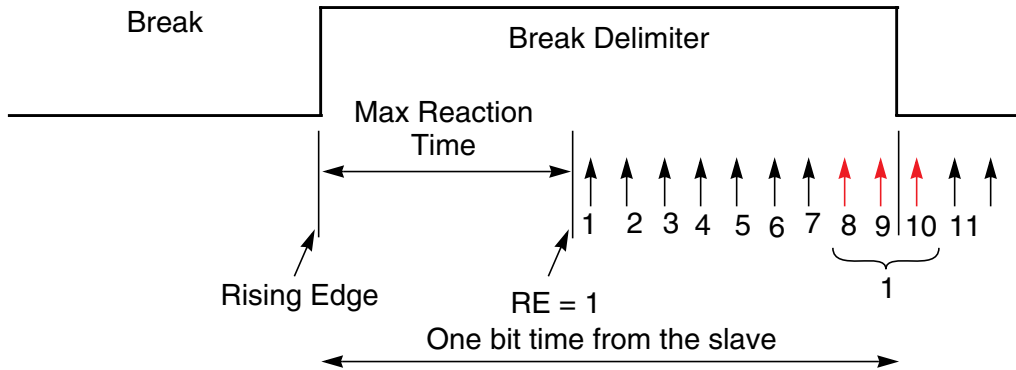 Break
Break Delimiter
Max Reaction
Time
1 2 3 4 5 6 7 8 9 10 11
1
Rising Edge
RE = 1
One bit time from the slave